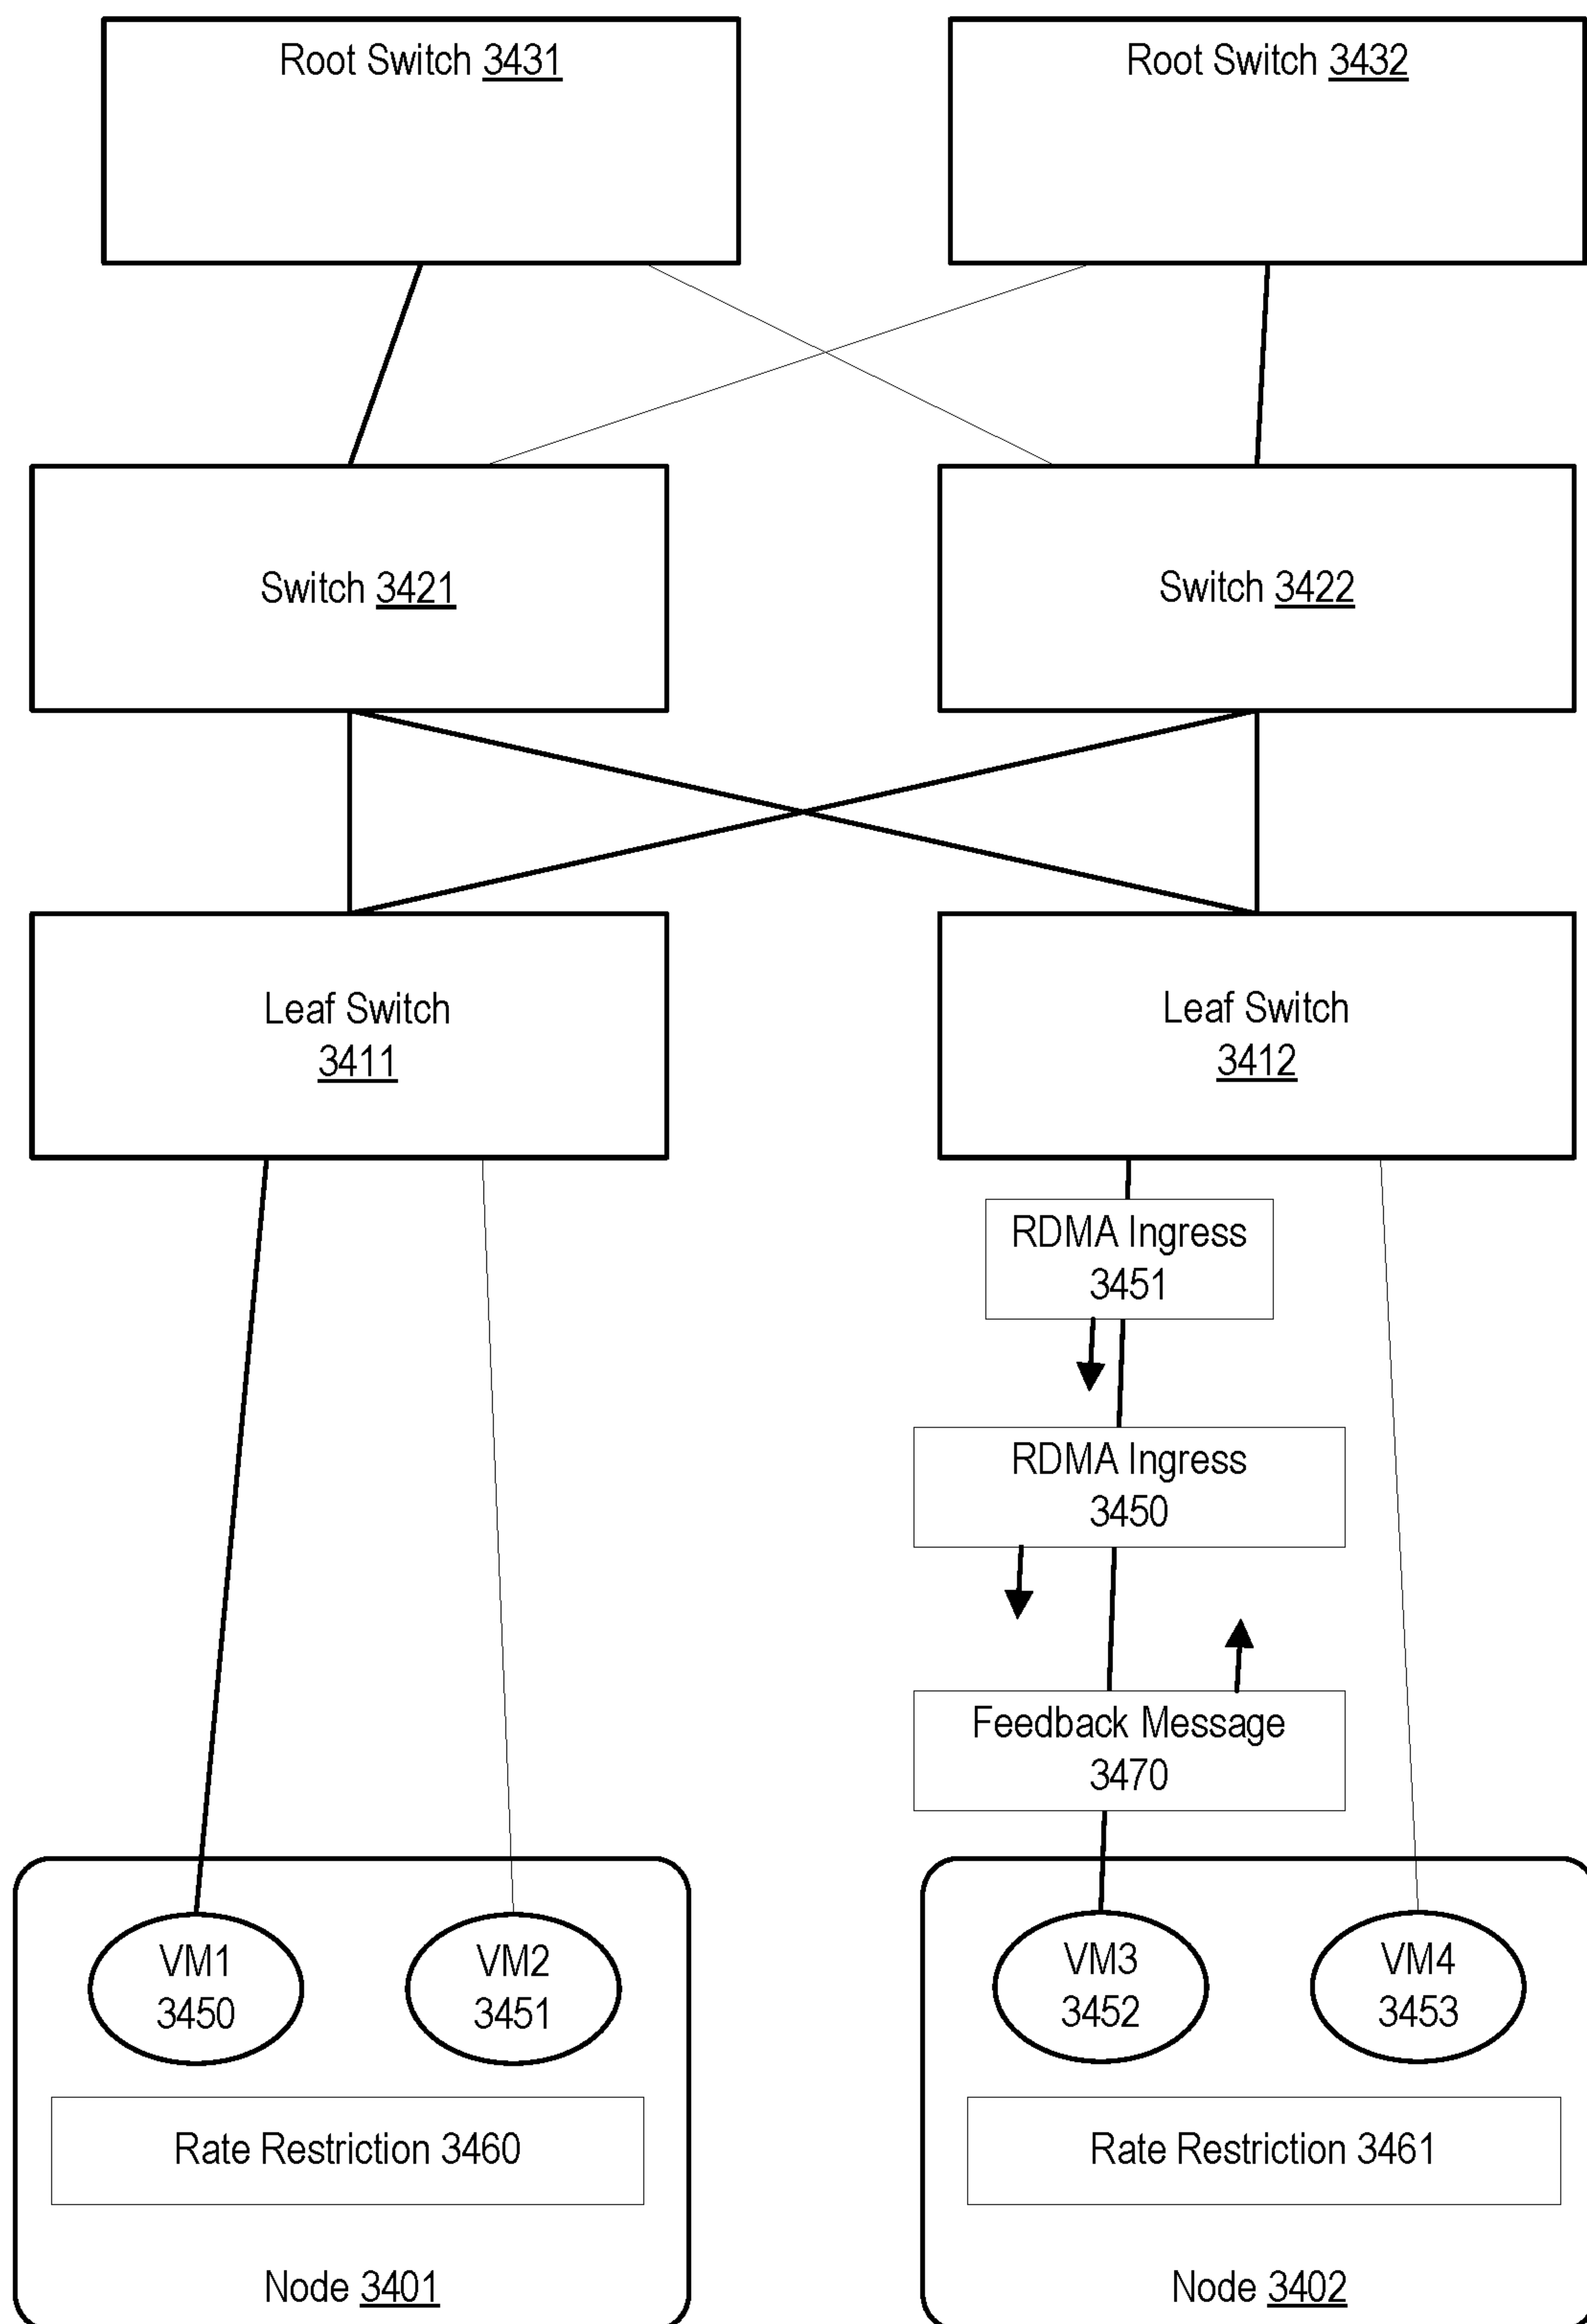 Root Switch 3431
Root Switch 3432
Switch 3421
Switch 3422
Leaf Switch
3411
Leaf Switch
3412
RDMA Ingress
3451
RDMA Ingress
3450
Feedback Message
3470
VM1
3450
VM2
3451
VM3
3452
VM4
3453
Rate Restriction 3460
Rate Restriction 3461
Node 3401
Node 3402